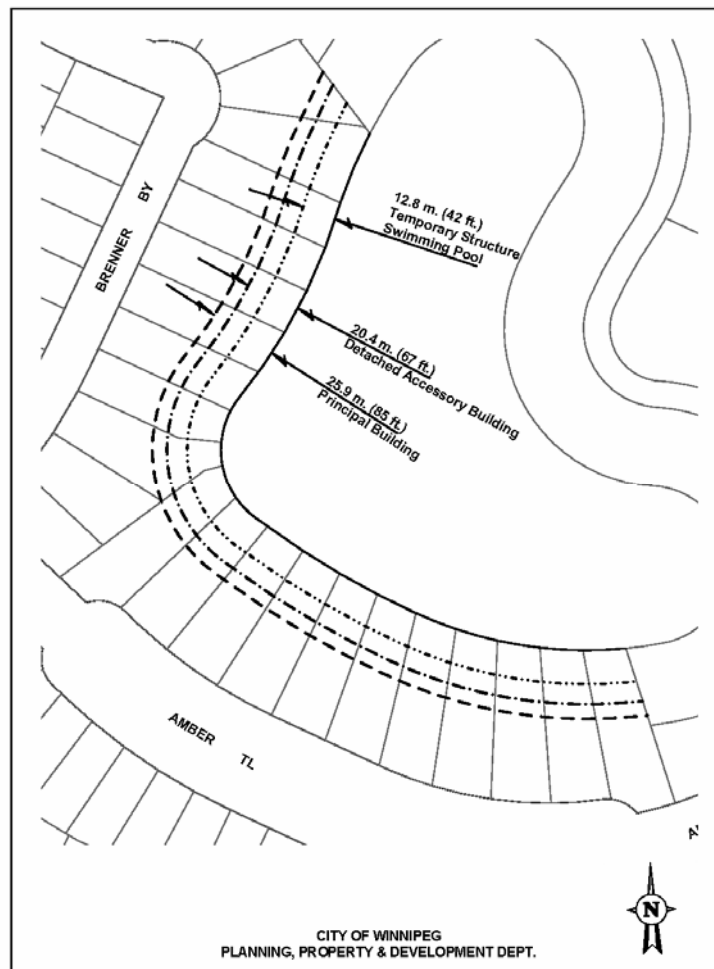 BRENNER BY
12.8 m. (42 ft.)
Temporary Structure
Swimming Pool
20.4 m. (67 ft.)
Detached Accessory Building
25.9 m. (85 ft.)
Principal Building
AMBER TL
N
CITY OF WINNIPEG
PLANNING, PROPERTY & DEVELOPMENT DEPT.